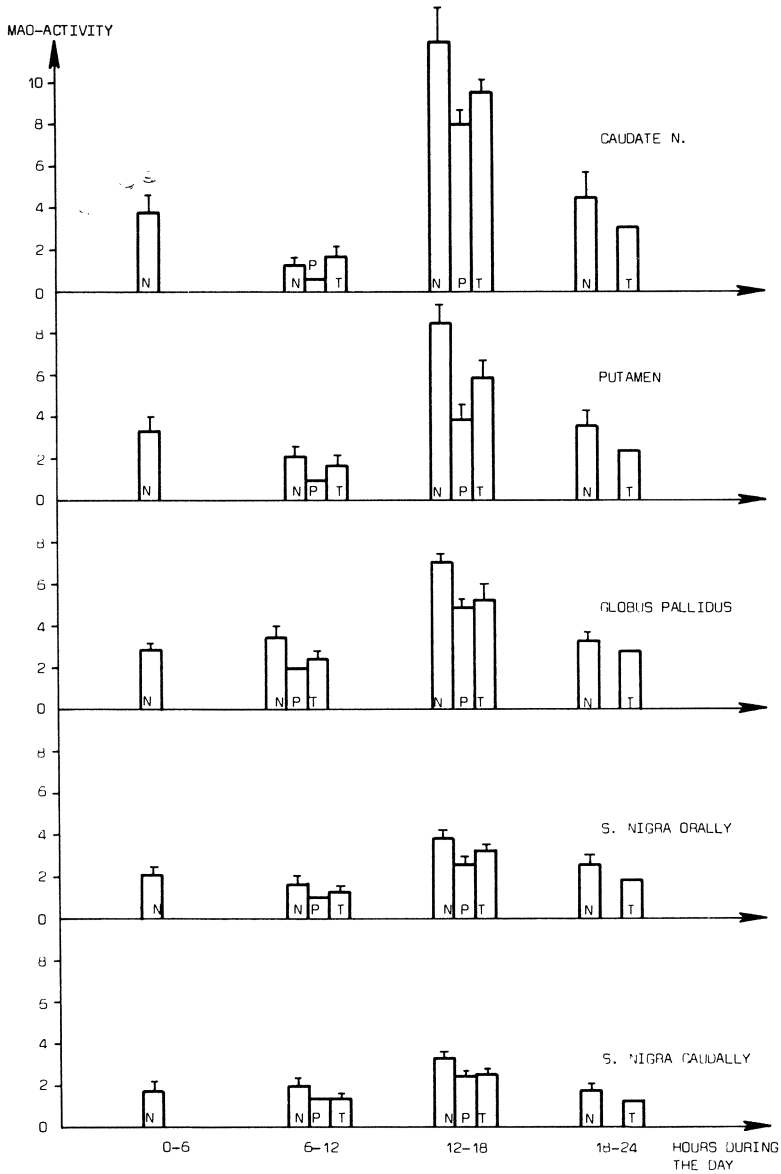 MAO-ACTIVITY
10
8
6
4
2
0
CAUDATE N.
N
N P T
N P T
N T
8
6
4
2
0
PUTAMEN
N
N P T
N P T
N T
8
6
4
2
0
GLOBUS PALLIDUS
N
N P T
N P T
N T
8
6
4
2
0
S. NIGRA ORALLY
N
N P T
N P T
N T
8
6
4
2
0
S. NIGRA CAUDALLY
N
N P T
N P T
N T
0-6 6-12 12-18 18-24 HOURS DURING
THE DAY